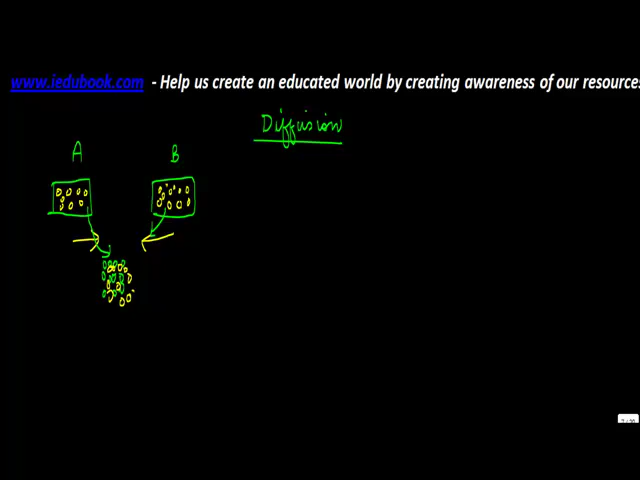 www.iedubook.com - Help us create an educated world by creating awareness of our resources
Diffusion
A B